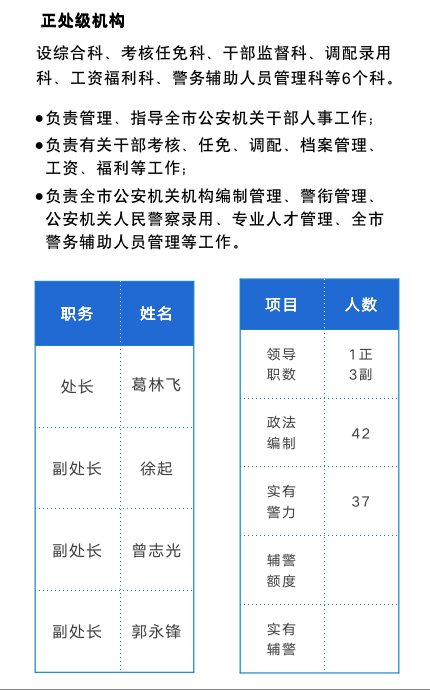 正处级机构
设综合科、考核任免科、干部监督科、调配录用
科、工资福利科、警务辅助人员管理科等6个科。
●负责管理、指导全市公安机关干部人事工作；
●负责有关干部考核、任免、调配、档案管理、
工资、福利等工作；
●负责全市公安机关机构编制管理、警衔管理、
公安机关人民警察录用、专业人才管理、全市
警务辅助人员管理等工作。
职务 姓名
处长 葛林飞
副处长 徐起
副处长 曾志光
副处长 郭永锋
项目 人数
领导 1正
职数 3副
政法
编制 42
实有
警力 37
辅警
额度
实有
辅警